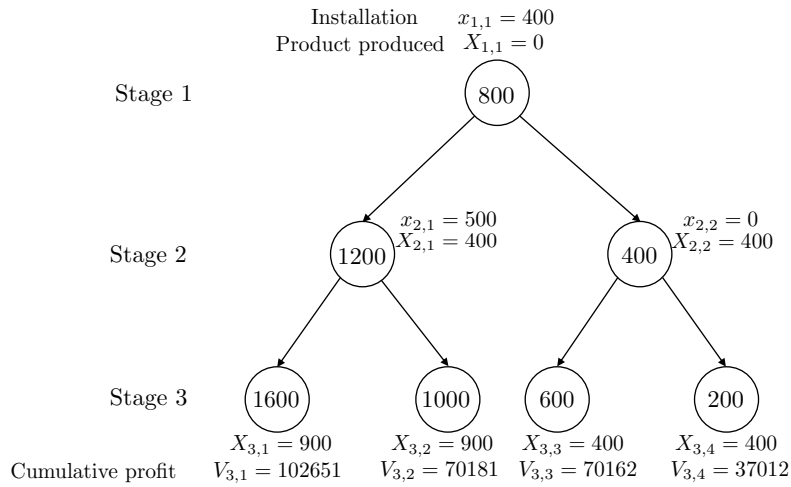 Installation x_{1,1} = 400
Product produced X_{1,1} = 0
Stage 1 800
x_{2,1} = 500 x_{2,2} = 0
X_{2,1} = 400 X_{2,2} = 400
Stage 2 1200 400
Stage 3 1600 1000 600 200
X_{3,1} = 900 X_{3,2} = 900 X_{3,3} = 400 X_{3,4} = 400
Cumulative profit V_{3,1} = 102651 V_{3,2} = 70181 V_{3,3} = 70162 V_{3,4} = 37012